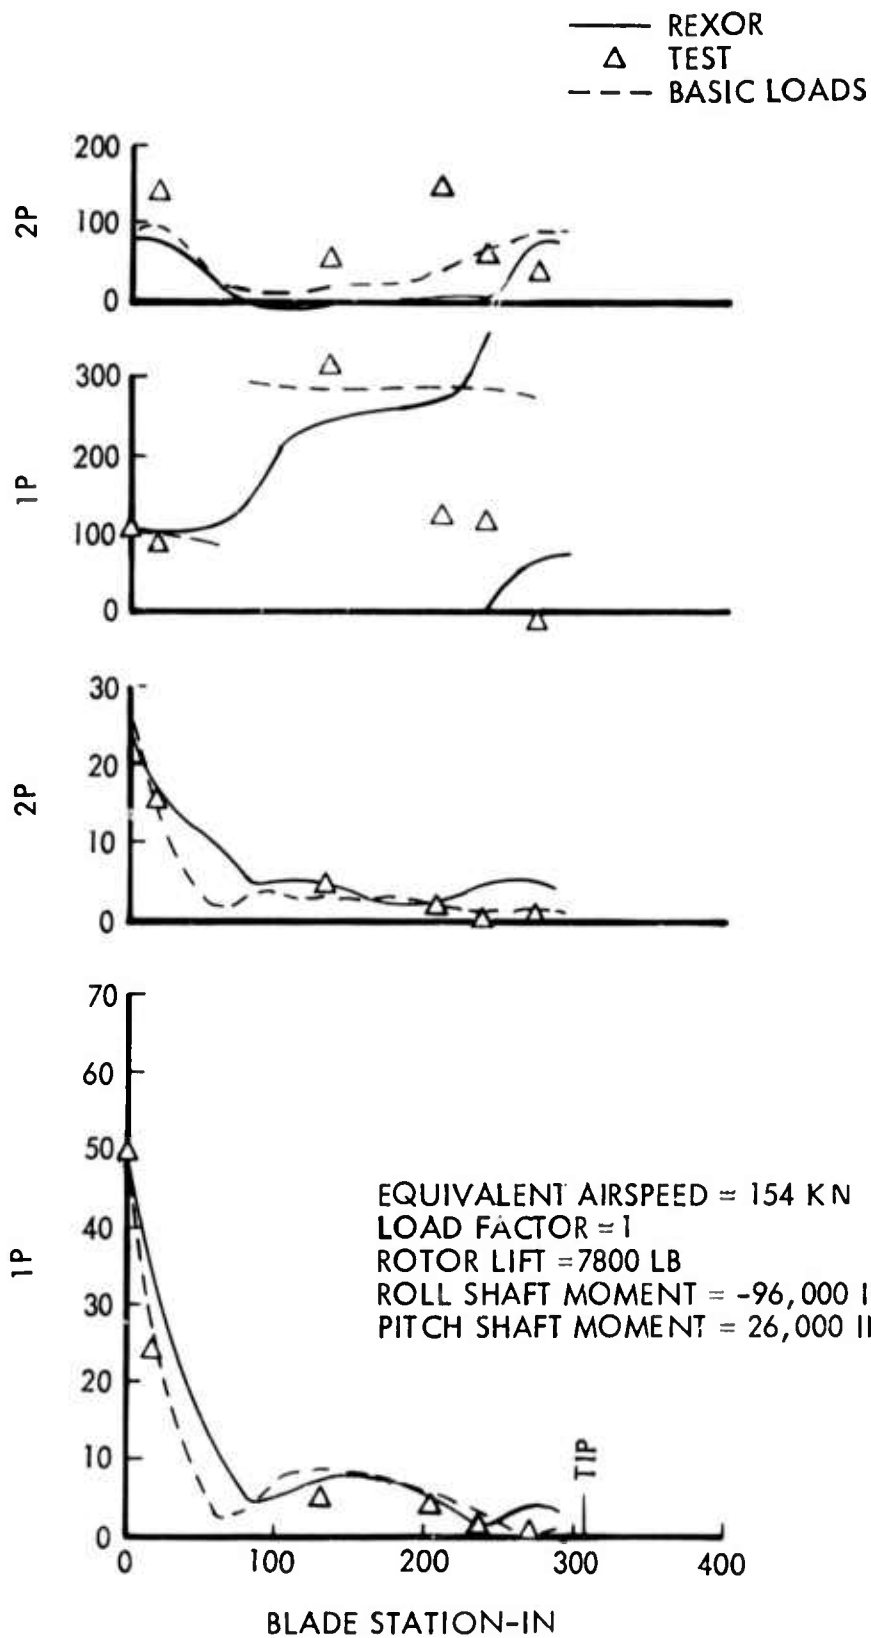 REXOR
TEST
BASIC LOADS
200
2P
100
0
300
200
1P
100
0
30
20
2P
10
0
70
60
50
40
1P
30
20
10
0
EQUIVALENT AIRSPEED = 154 KN
LOAD FACTOR = 1
ROTOR LIFT = 7800 LB
ROLL SHAFT MOMENT = -96,000 I
PITCH SHAFT MOMENT = 26,000 II
TIP
0 100 200 300 400
BLADE STATION-IN